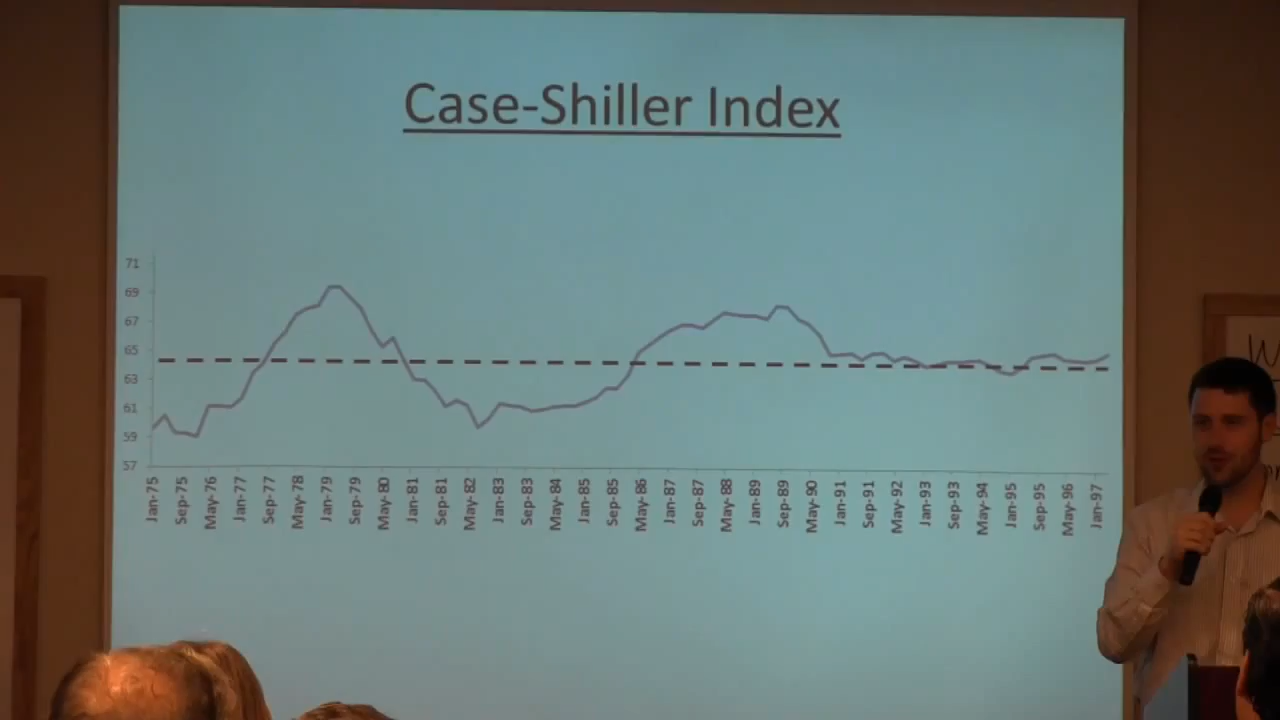 Case-Shiller Index
71
69
67
65
63
61
59
57
Jan-75
Sep-75
May-76
Jan-77
Sep-77
May-78
Jan-79
Sep-79
May-80
Jan-81
Sep-81
May-82
Jan-83
Sep-83
May-84
Jan-85
Sep-85
May-86
Jan-87
Sep-87
May-88
Jan-89
Sep-89
May-90
Jan-91
Sep-91
May-92
Jan-93
Sep-93
May-94
Jan-95
Sep-95
May-96
Jan-97